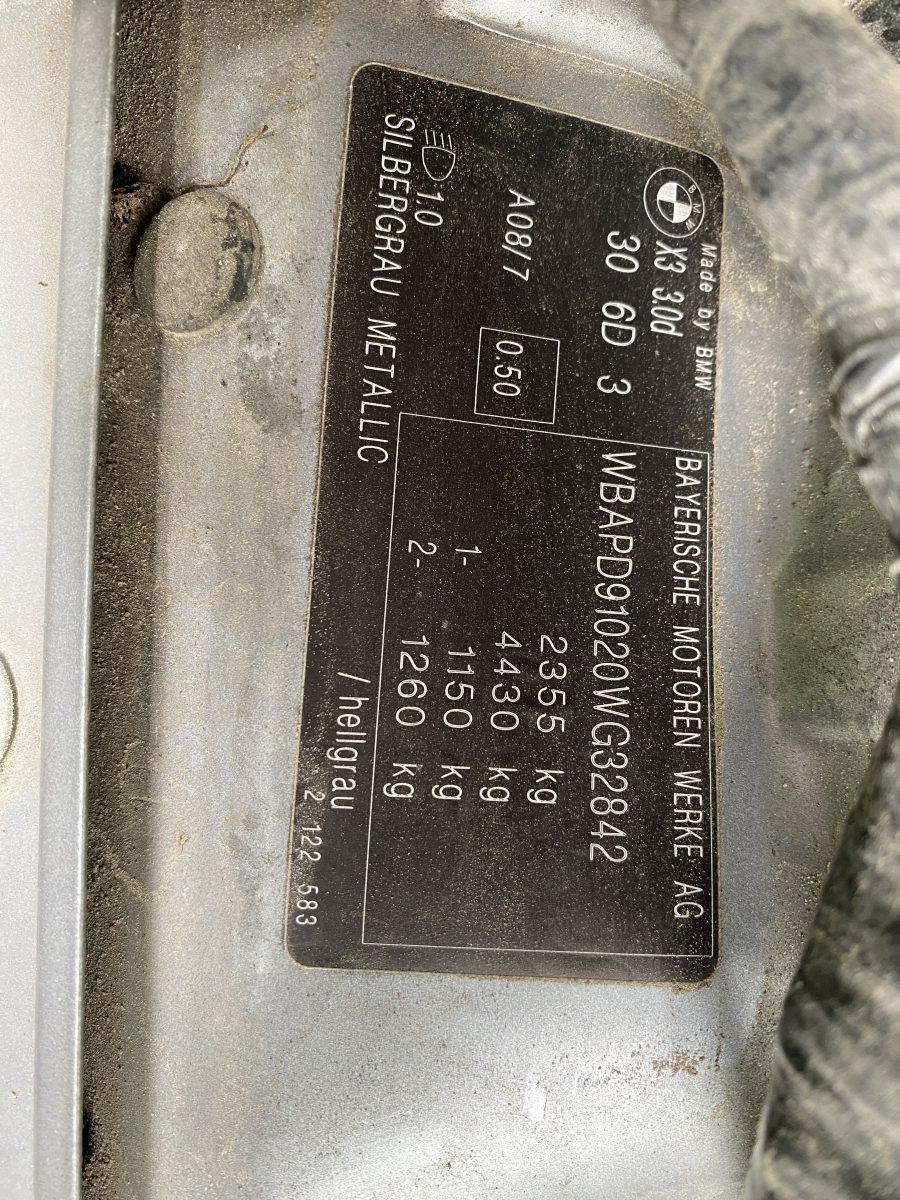 Made by BMW
BMW
X3 3.0d
30 6D 3
A08/7
0.50
1.0
SILBERGRAU METALLIC
BAYERISCHE MOTOREN WERKE AG
WBAPD91020WG32842
2355 kg
4430 kg
1- 1150 kg
2- 1260 kg
/hellgrau
2 122 583